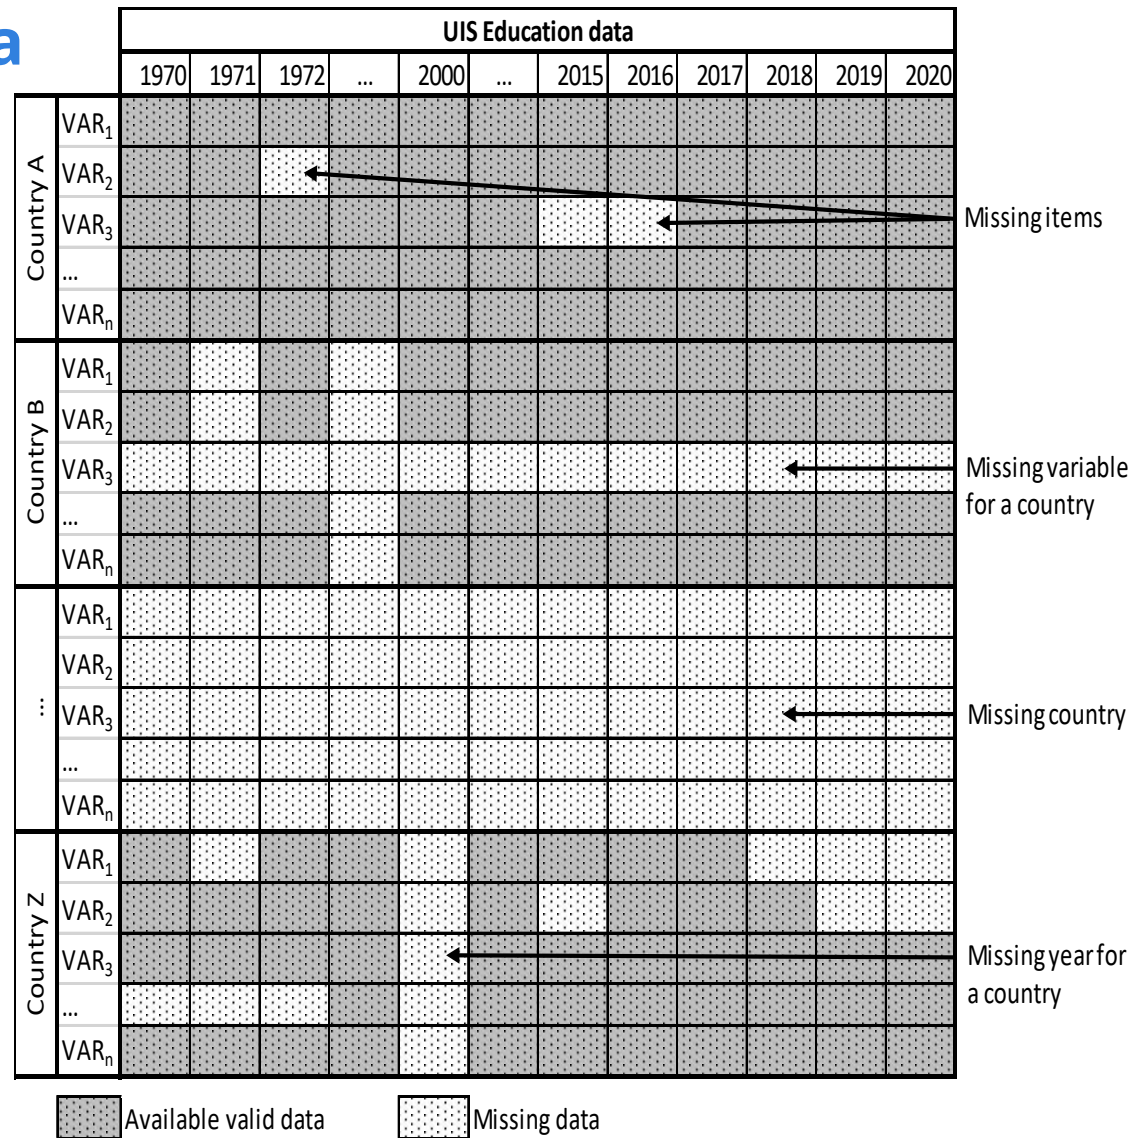 a
UIS Education data
1970 1971 1972 ... 2000 ... 2015 2016 2017 2018 2019 2020
Country A
VAR1
VAR2
VAR3
...
VARn
Missing items
Country B
VAR1
VAR2
VAR3
...
VARn
Missing variable
for a country
...
VAR1
VAR2
VAR3
...
VARn
Missing country
Country Z
VAR1
VAR2
VAR3
...
VARn
Missing year for
a country
Available valid data
Missing data